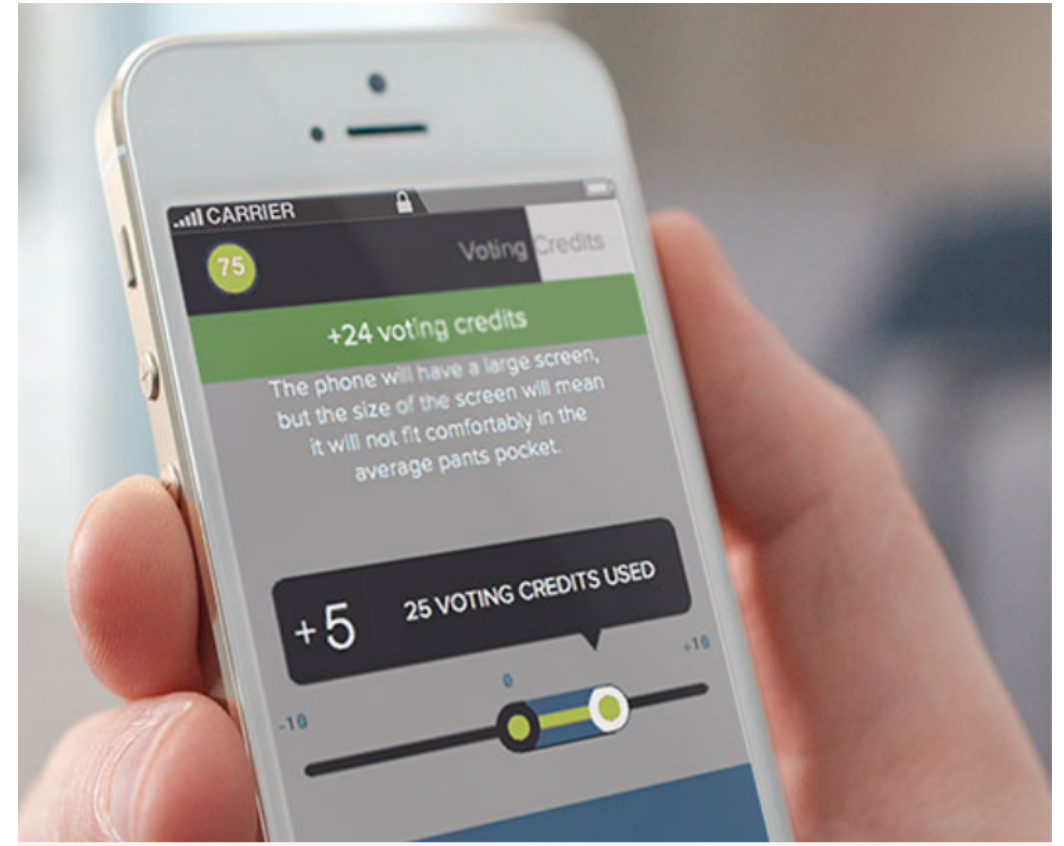 CARRIER
75
Voting Credits
+24 voting credits
The phone will have a large screen,
but the size of the screen will mean
it will not fit comfortably in the
average pants pocket.
+5 25 VOTING CREDITS USED
-10 0 +10